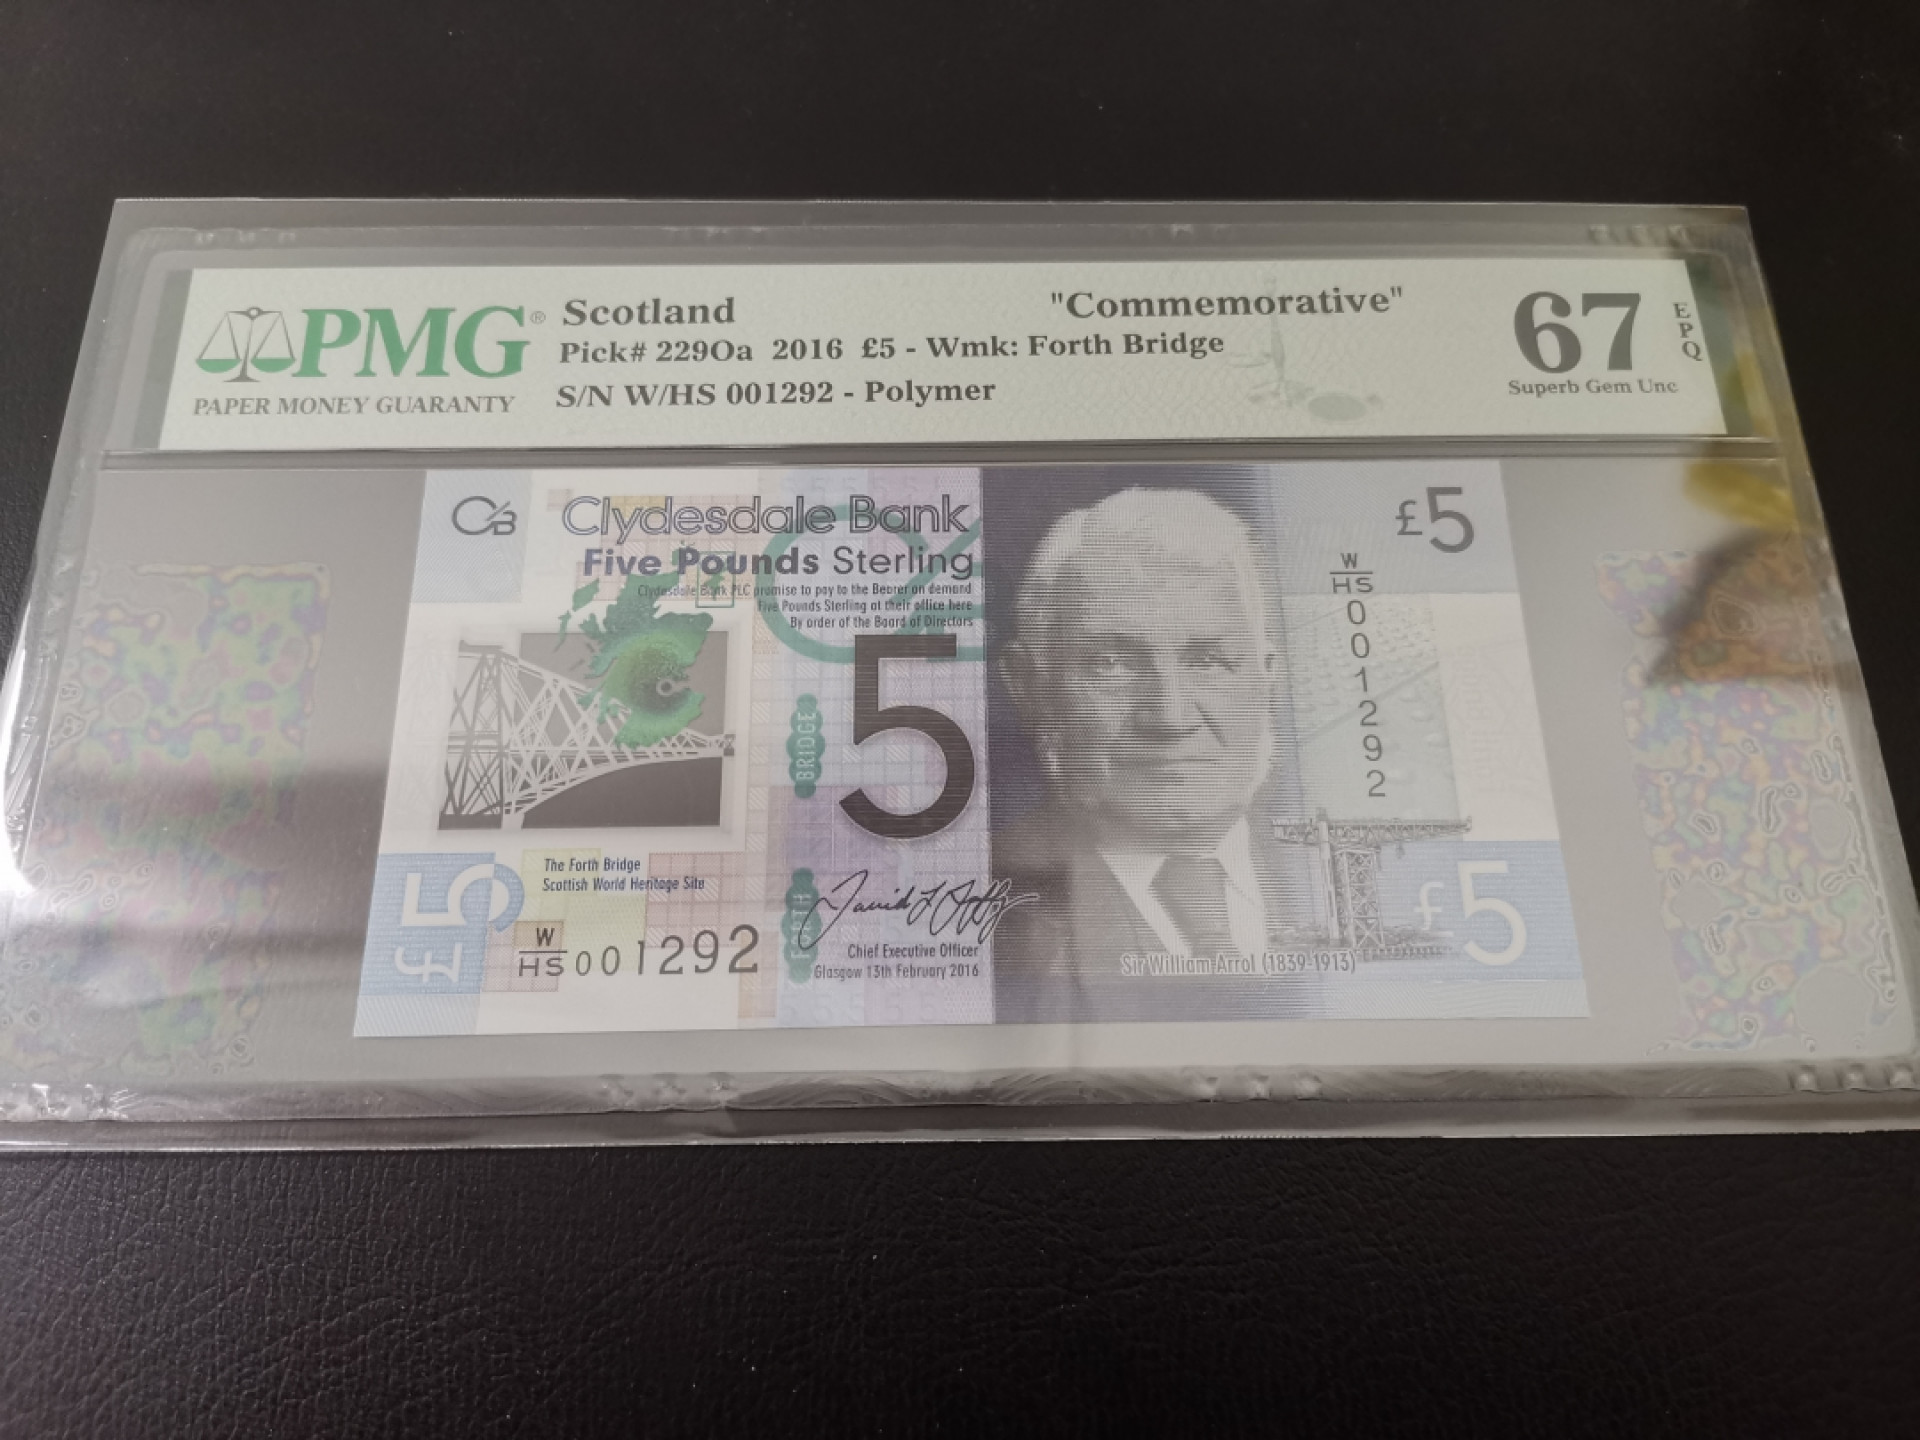 PMG®
PAPER MONEY GUARANTY
Scotland "Commemorative"
Pick# 229Oa 2016 £5 - Wmk: Forth Bridge
S/N W/HS 001292 - Polymer
67
EPQ
Superb Gem Unc
CB
Clydesdale Bank
Five Pounds Sterling
Clydesdale Bank PLC promise to pay to the Bearer on demand
Five Pounds Sterling at their office here
By order of the Board of Directors
5
FORTH BRIDGE
The Forth Bridge
Scottish World Heritage Site
£5
W/HS 001292
Chief Executive Officer
Glasgow 13th February 2016
£5
W/HS 001292
Sir William Arrol (1839-1913)
£5